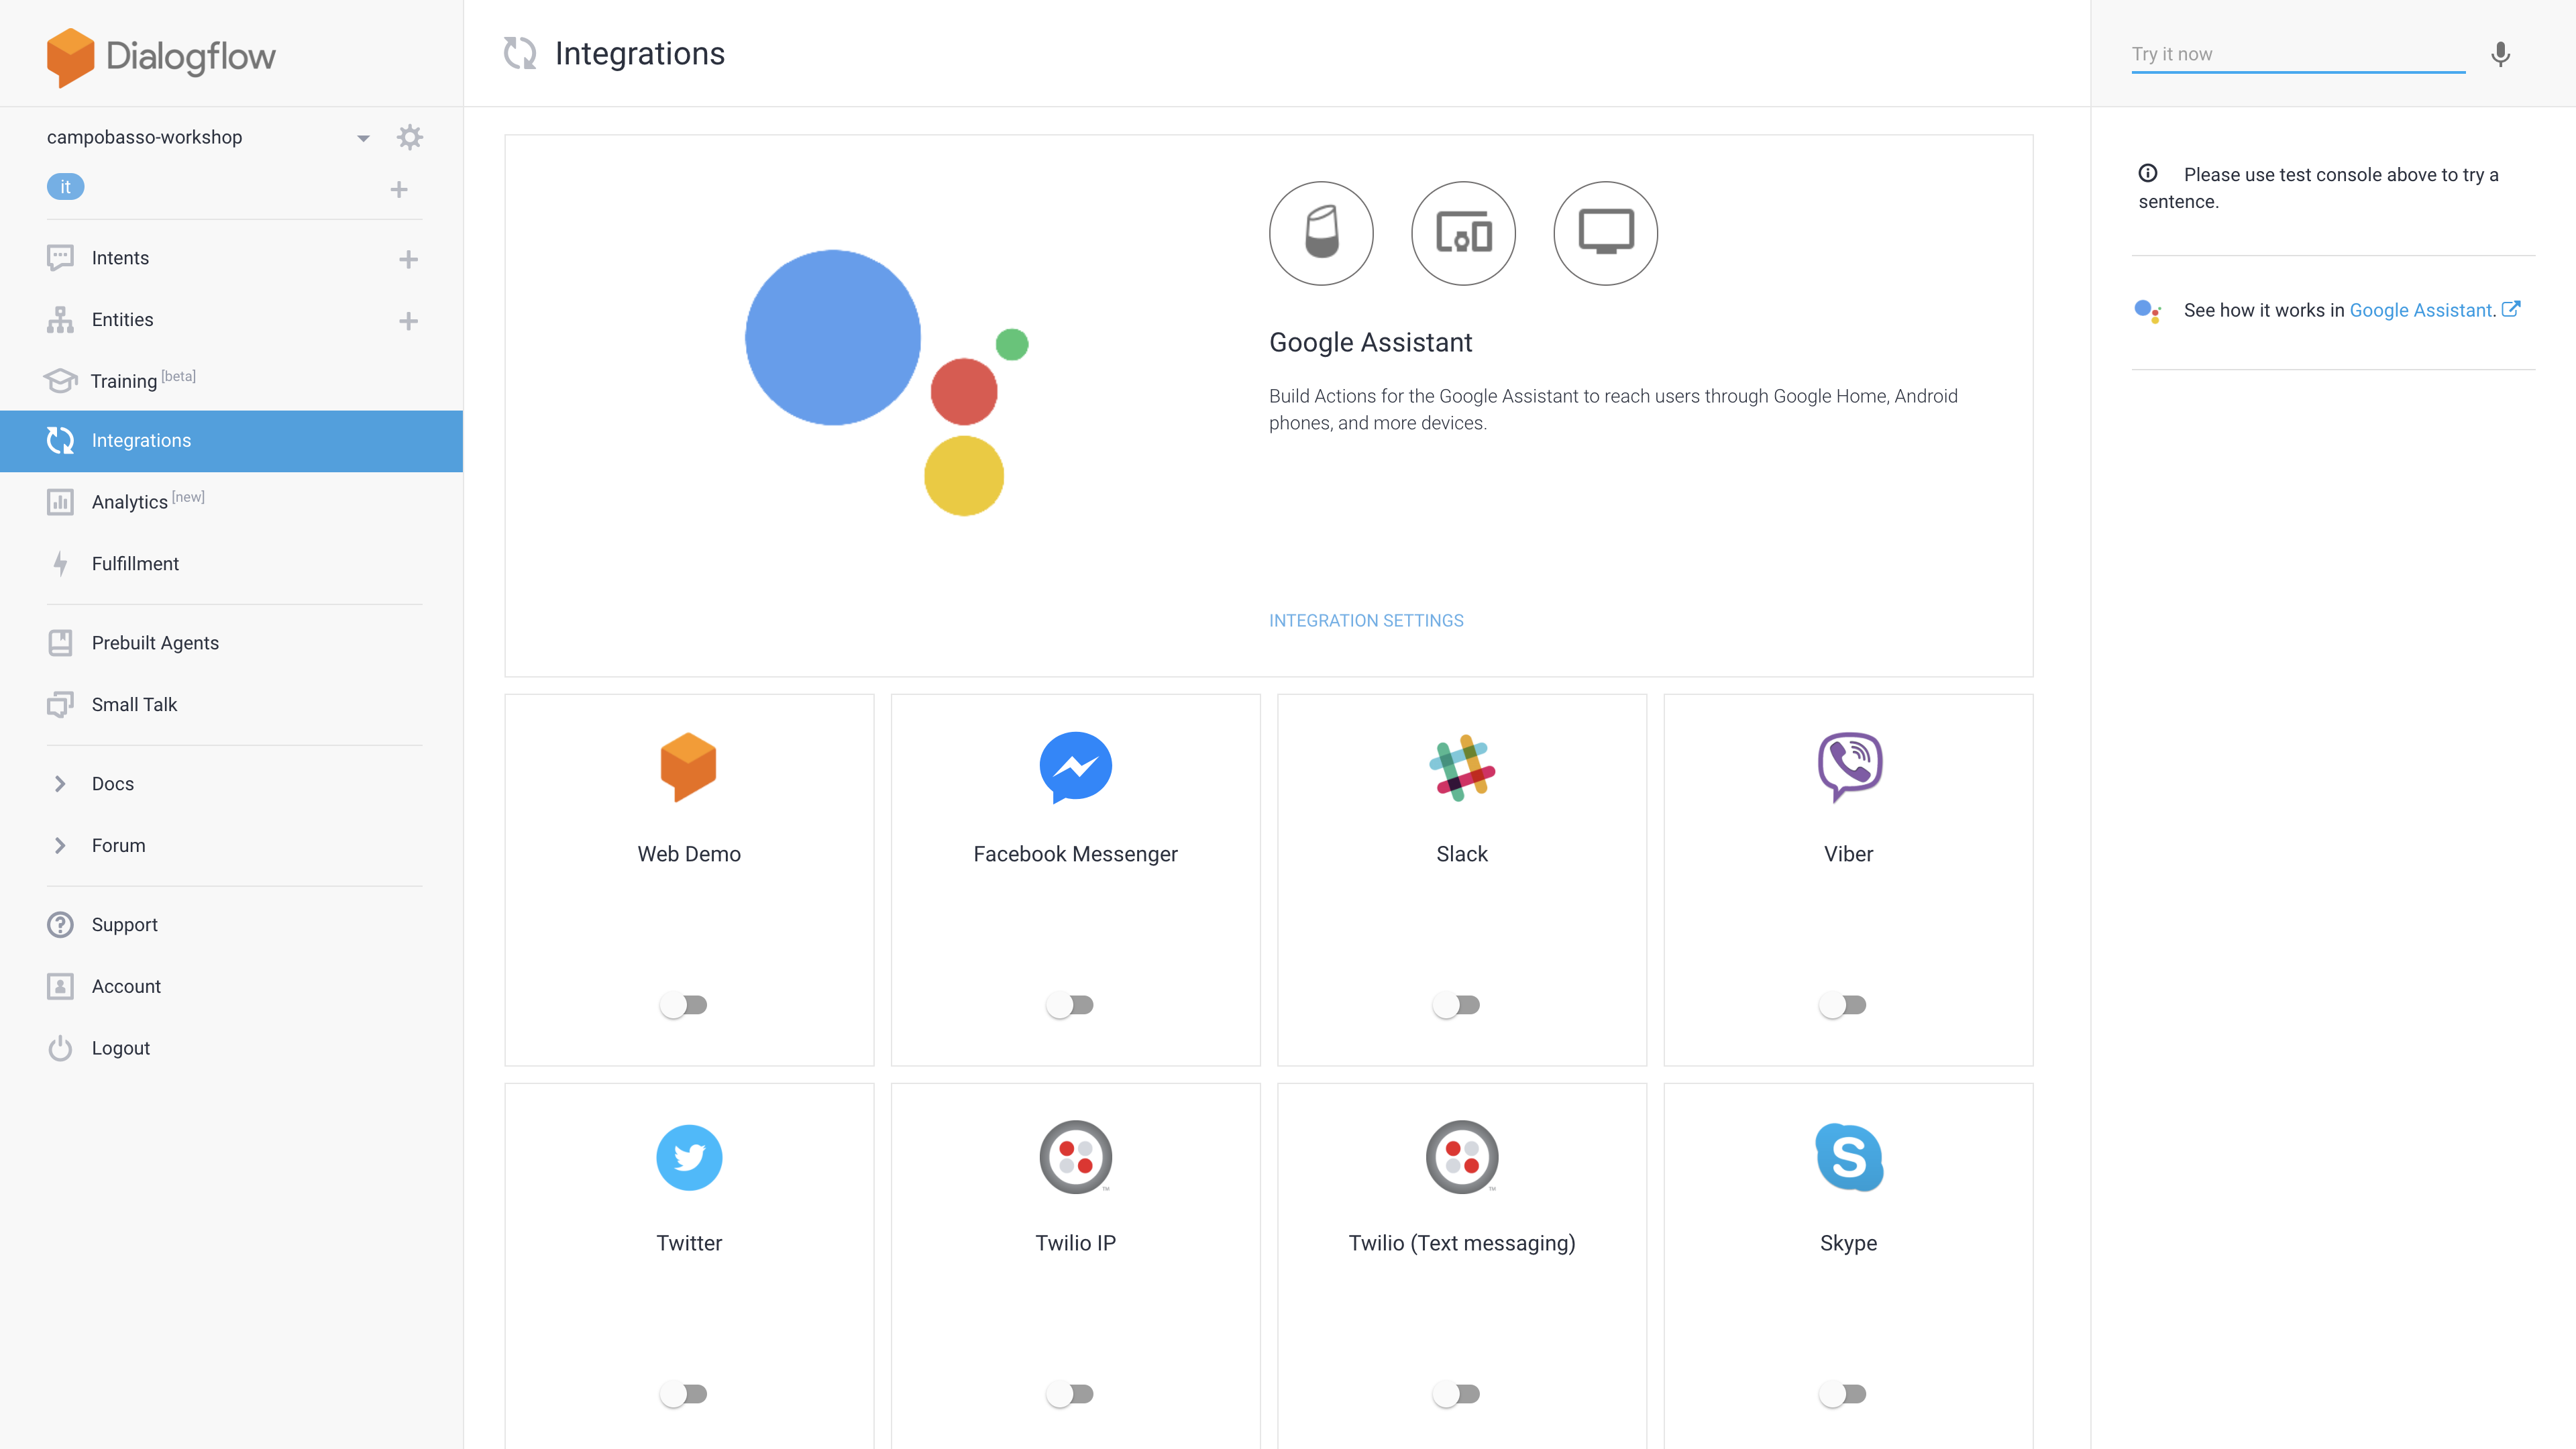 Dialogflow
campobasso-workshop
it
Intents
Entities
Training [beta]
Integrations
Analytics [new]
Fulfillment
Prebuilt Agents
Small Talk
Docs
Forum
Support
Account
Logout
Integrations
Google Assistant
Build Actions for the Google Assistant to reach users through Google Home, Android
phones, and more devices.
INTEGRATION SETTINGS
Web Demo
Facebook Messenger
Slack
Viber
Twitter
TM
Twilio IP
TM
Twilio (Text messaging)
S
Skype
Try it now
Please use test console above to try a
sentence.
See how it works in Google Assistant.